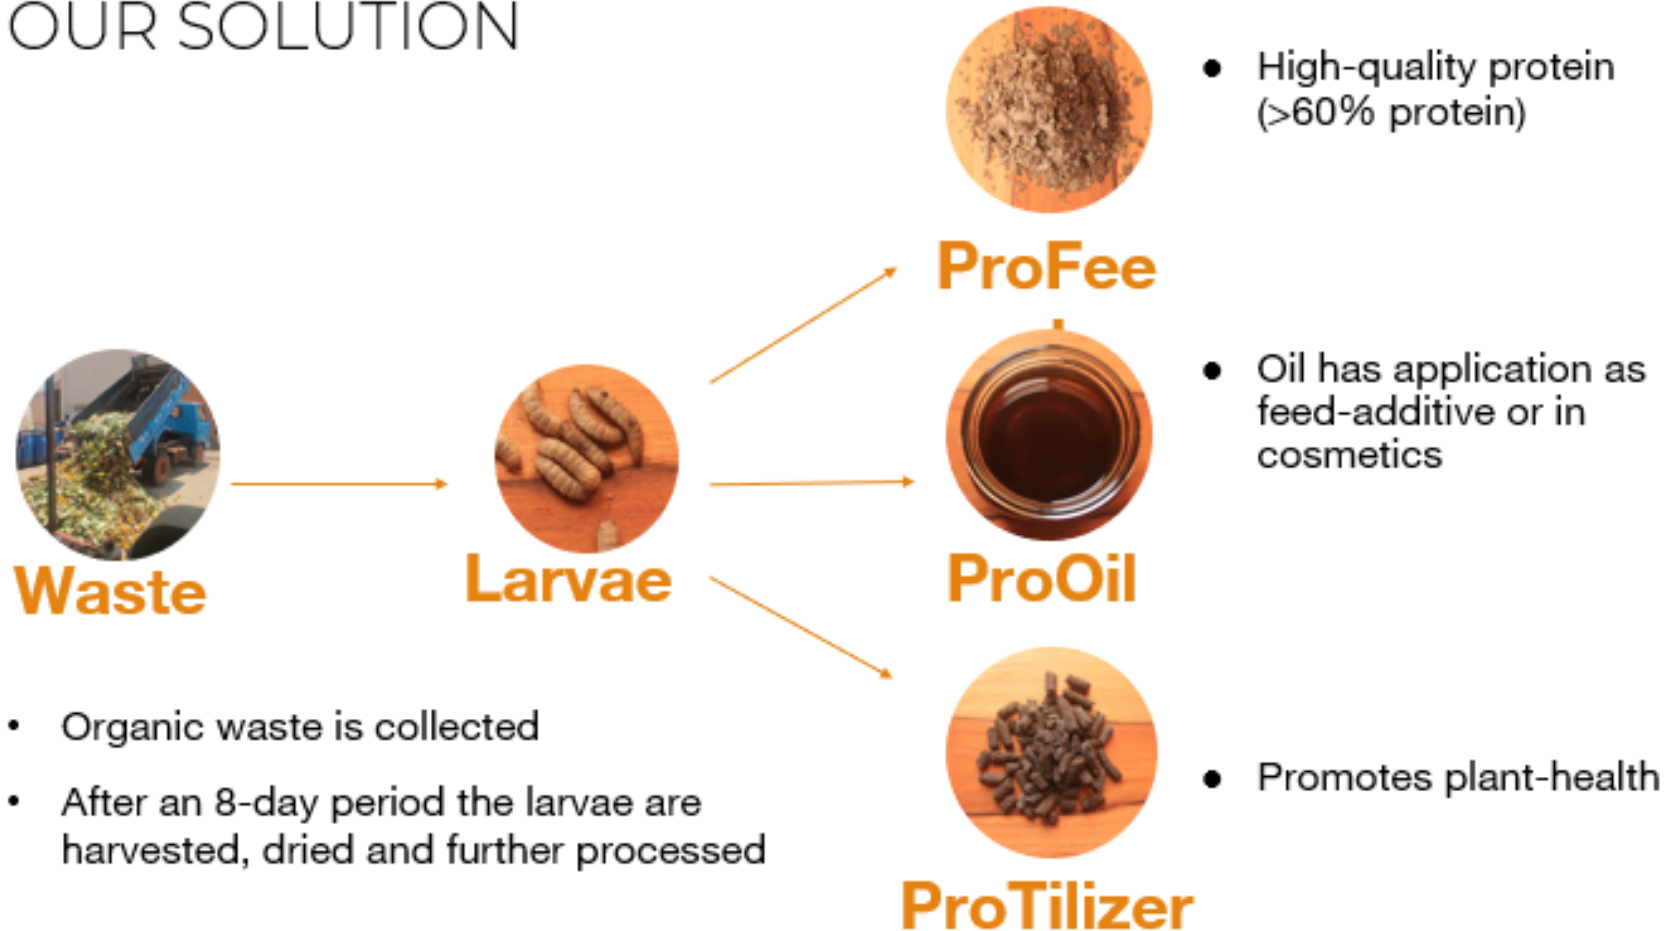 OUR SOLUTION
High-quality protein
(>60% protein)
ProFee
Oil has application as
feed-additive or in
cosmetics
Waste
Larvae
ProOil
• Organic waste is collected
• After an 8-day period the larvae are
harvested, dried and further processed
Promotes plant-health
ProTilizer